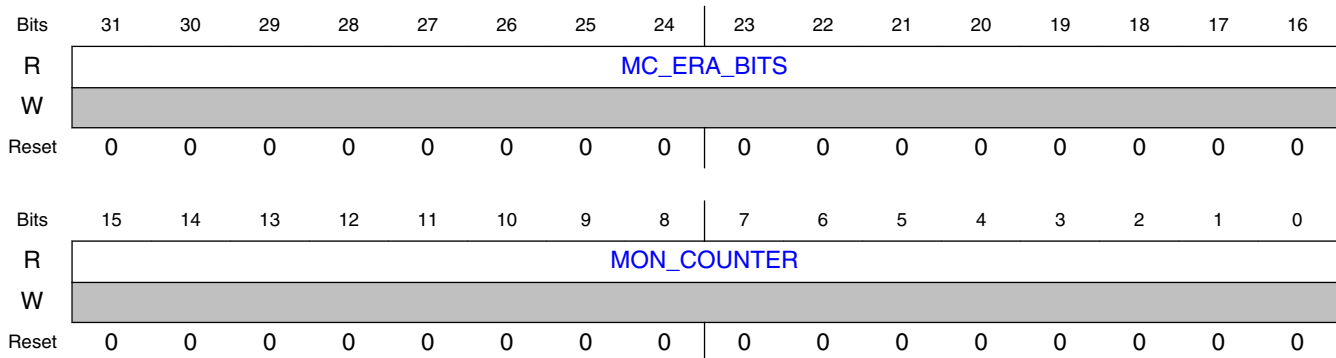 Bits 31 30 29 28 27 26 25 24 23 22 21 20 19 18 17 16
R MC_ERA_BITS
W
Reset 0 0 0 0 0 0 0 0 0 0 0 0 0 0 0 0
Bits 15 14 13 12 11 10 9 8 7 6 5 4 3 2 1 0
R MON_COUNTER
W
Reset 0 0 0 0 0 0 0 0 0 0 0 0 0 0 0 0